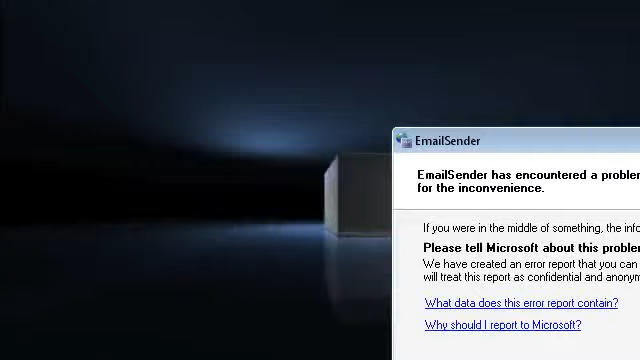 EmailSender
EmailSender has encountered a proble
for the inconvenience.
If you were in the middle of something, the info
Please tell Microsoft about this proble
We have created an error report that you can
will treat this report as confidential and anonym
What data does this error report contain?
Why should I report to Microsoft?